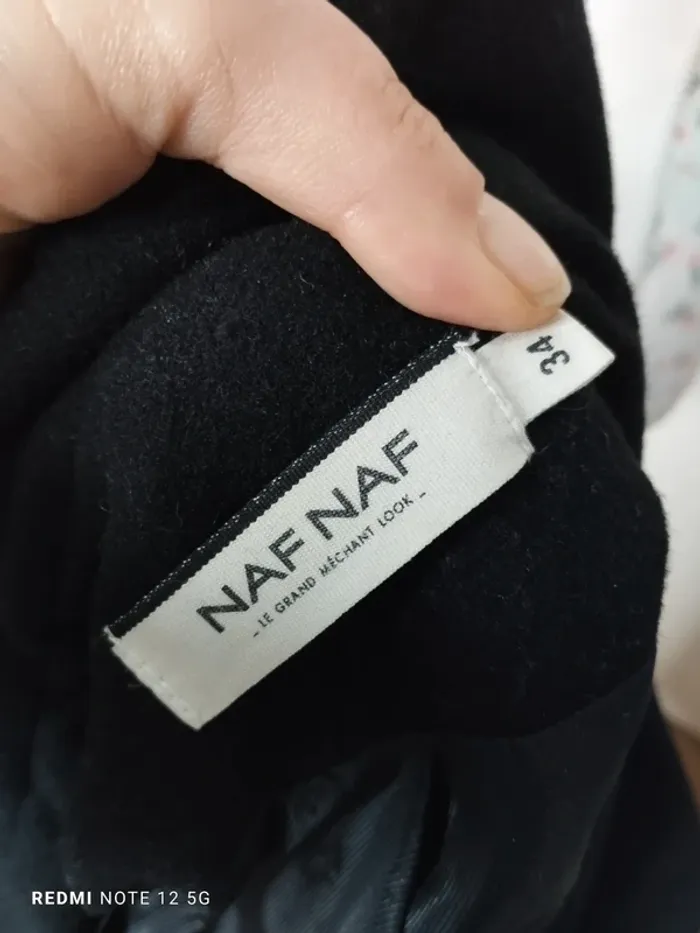 34
NAF NAF
_ LE GRAND MÉCHANT LOOK _
REDMI NOTE 12 5G